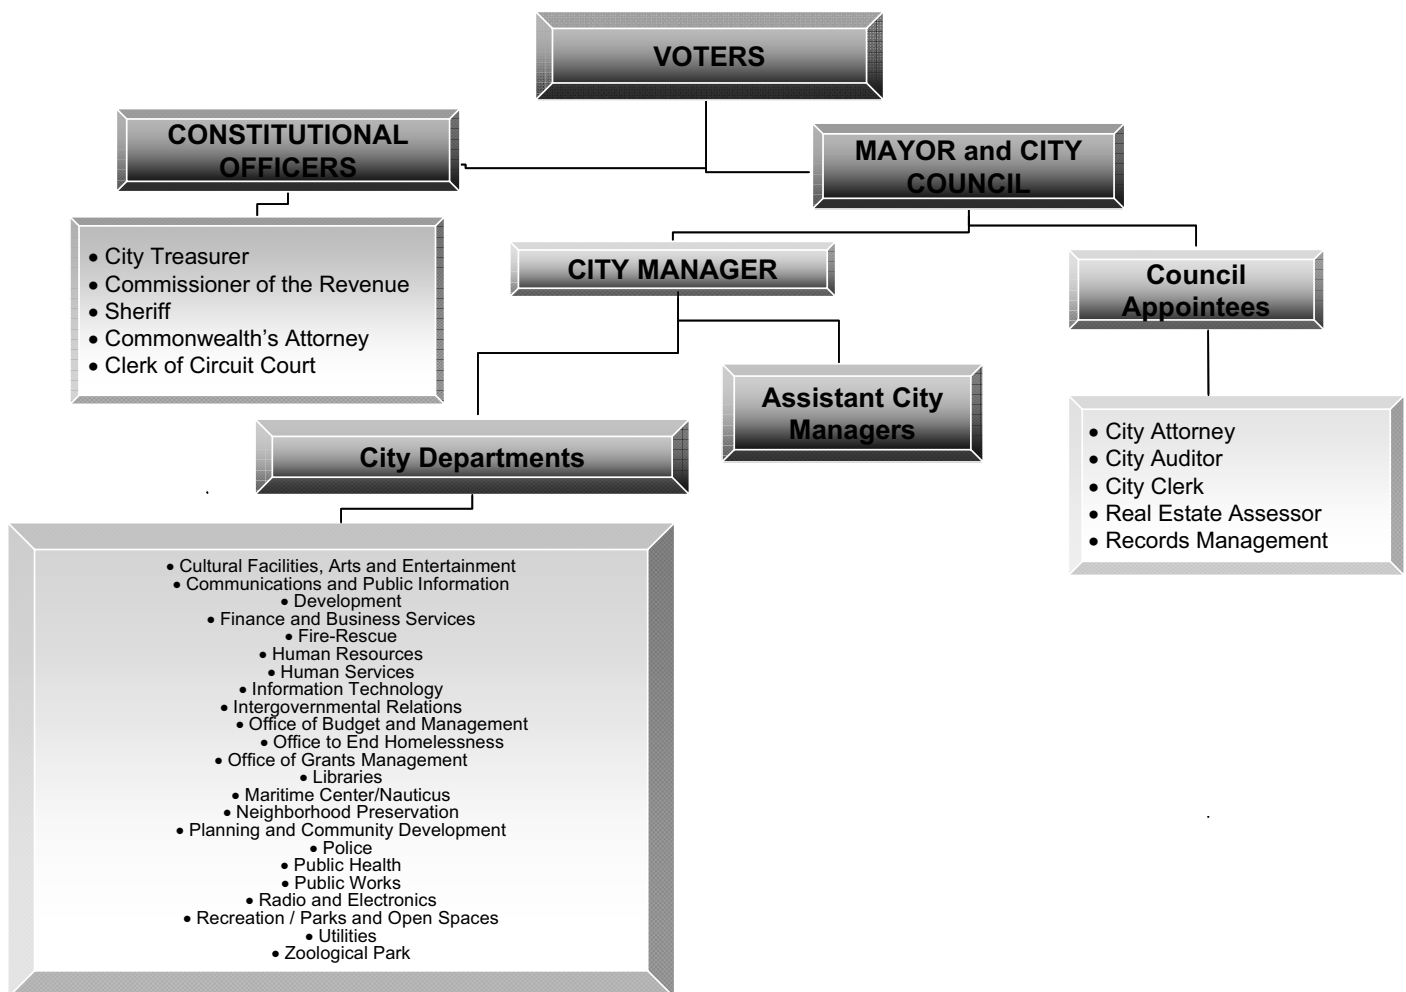 VOTERS
CONSTITUTIONAL
OFFICERS
MAYOR and CITY
COUNCIL
• City Treasurer
• Commissioner of the Revenue
• Sheriff
• Commonwealth’s Attorney
• Clerk of Circuit Court
CITY MANAGER
Council
Appointees
Assistant City
Managers
• City Attorney
• City Auditor
• City Clerk
• Real Estate Assessor
• Records Management
City Departments
• Cultural Facilities, Arts and Entertainment
• Communications and Public Information
• Development
• Finance and Business Services
• Fire-Rescue
• Human Resources
• Human Services
• Information Technology
• Intergovernmental Relations
• Office of Budget and Management
• Office to End Homelessness
• Office of Grants Management
• Libraries
• Maritime Center/Nauticus
• Neighborhood Preservation
• Planning and Community Development
• Police
• Public Health
• Public Works
• Radio and Electronics
• Recreation / Parks and Open Spaces
• Utilities
• Zoological Park